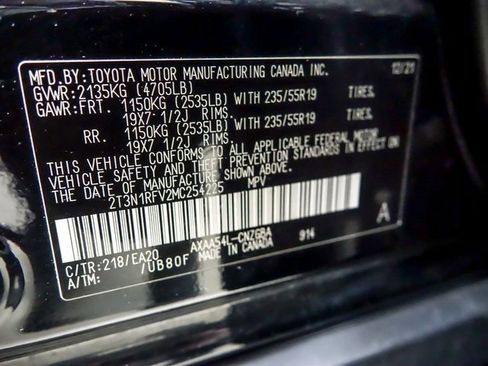 MFD.BY:TOYOTA MOTOR MANUFACTURING CANADA INC. 12/21
GVWR:2135KG (4705LB)
GAWR:FRT 1150KG (2535LB) WITH 235/55R19 TIRES.
19X7 1/2J RIMS.
RR. 1150KG (2535LB) WITH 235/55R19 TIRES.
19X7 1/2J RIMS.
THIS VEHICLE CONFORMS TO ALL APPLICABLE FEDERAL MOTOR
VEHICLE SAFETY AND THEFT PREVENTION STANDARDS IN EFFECT ON
THE DATE OF MANUFACTURE SHOWN ABOVE.
2T3N1RFV2MC254225 MPV
A
C/TR:218/EA20 AXAA54L-CNZGBA 914
A/TM: /UB80F MADE IN CANADA